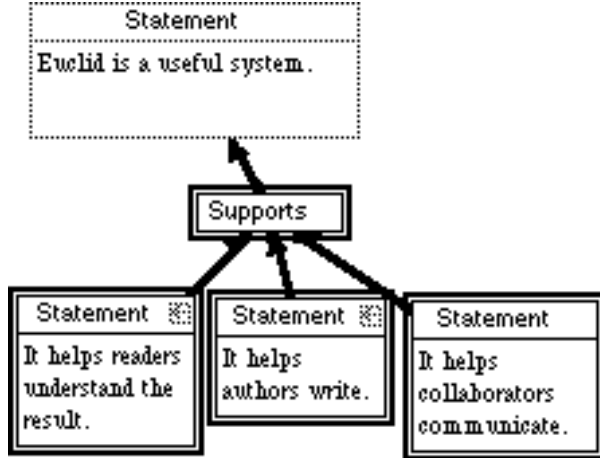 Statement
Euclid is a useful system.
Supports
Statement
It helps readers
understand the
result.
Statement
It helps
authors write.
Statement
It helps
collaborators
communicate.